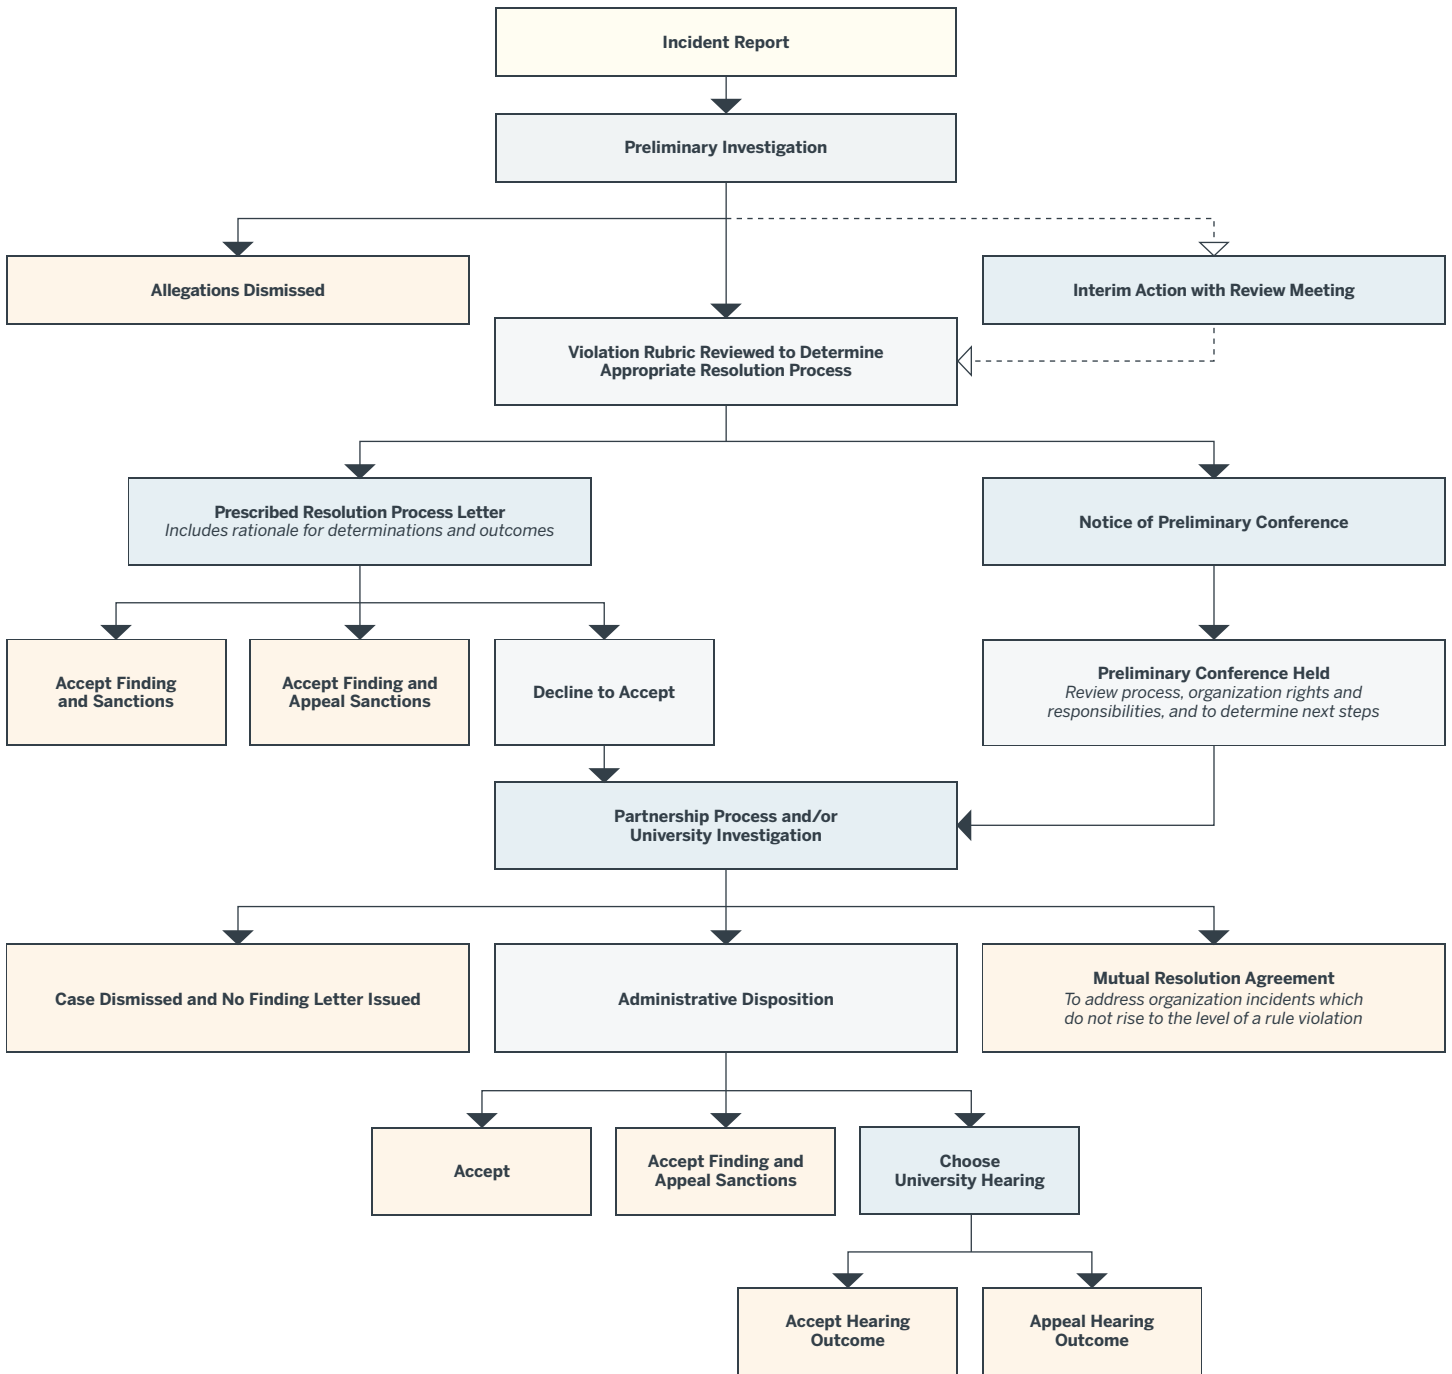 Incident Report
Preliminary Investigation
Allegations Dismissed
Interim Action with Review Meeting
Violation Rubric Reviewed to Determine
Appropriate Resolution Process
Prescribed Resolution Process Letter
Includes rationale for determinations and outcomes
Notice of Preliminary Conference
Accept Finding
and Sanctions
Accept Finding and
Appeal Sanctions
Decline to Accept
Preliminary Conference Held
Review process, organization rights and
responsibilities, and to determine next steps
Partnership Process and/or
University Investigation
Case Dismissed and No Finding Letter Issued
Administrative Disposition
Mutual Resolution Agreement
To address organization incidents which
do not rise to the level of a rule violation
Accept
Accept Finding and
Appeal Sanctions
Choose
University Hearing
Accept Hearing
Outcome
Appeal Hearing
Outcome